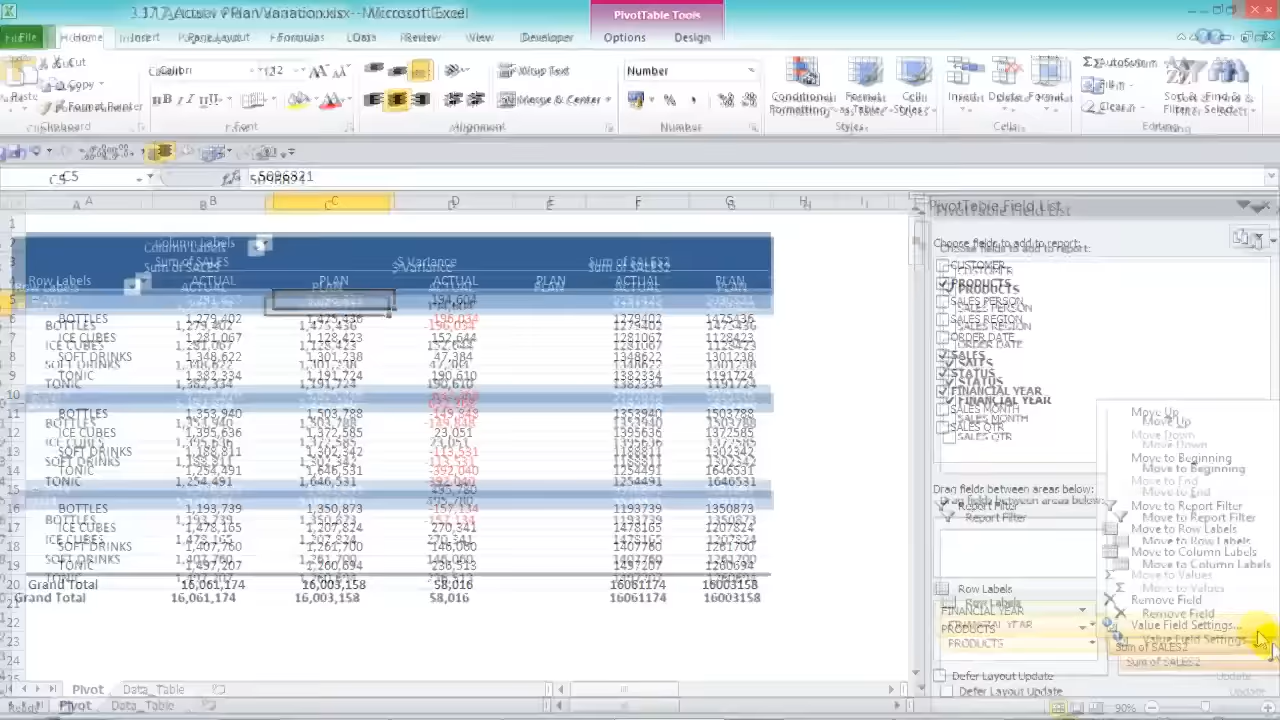 PivotTable Tools
Microsoft Excel
File Home Insert Page Layout Formulas Data Review View Developer Options Design
Cut
Copy
Paste
Format Painter
Calibri 12
Wrap Text
Merge & Center
Number
Conditional Formatting
Format as Table
Cell Styles
Insert Delete Format
AutoSum
Fill
Clear
Sort & Filter
Find & Select
Clipboard Font Alignment Number Styles Cells Editing
C5 5096821
A B C D E F G H I
PivotTable Field List
Choose fields to add to report:
CUSTOMER
PRODUCTS
SALES PERSON
SALES REGION
ORDER DATE
SALES
STATUS
FINANCIAL YEAR
SALES MONTH
SALES QTR
Column Labels
Sum of SALES $ Variance Sum of SALES2
Row Labels ACTUAL PLAN ACTUAL PLAN ACTUAL PLAN
194,604
BOTTLES 1,279,402 1,475,436 -196,034 1279402 1475436
ICE CUBES 1,281,067 1,128,423 152,644 1281067 1128423
SOFT DRINKS 1,348,622 1,301,238 47,384 1348622 1301238
TONIC 1,382,334 1,191,724 190,610 1382334 1191724
BOTTLES 1,353,940 1,503,788 -149,848 1353940 1503788
ICE CUBES 1,395,636 1,372,585 23,051 1395636 1372585
SOFT DRINKS 1,302,342 1302342
TONIC 1,254,491 1,646,531 -392,040 1254491 1646531
495,780
BOTTLES 1,193,739 1,350,873 -157,134 1193739 1350873
ICE CUBES 1,478,165 1,207,824 270,341 1478165 1207824
SOFT DRINKS 1,407,760 1,261,700 146,060 1407760 1261700
TONIC 1,497,207 1,260,694 236,513 1497207 1260694
Grand Total 16,061,174 16,003,158 58,016 16061174 16003158
Drag fields between areas below:
Report Filter
Row Labels
FINANCIAL YEAR
PRODUCTS
Move Up
Move Down
Move to Beginning
Move to End
Move to Report Filter
Move to Row Labels
Move to Column Labels
Move to Values
Remove Field
Value Field Settings...
Sum of SALES2
Defer Layout Update
Update
Pivot Data_Table
Ready
90%